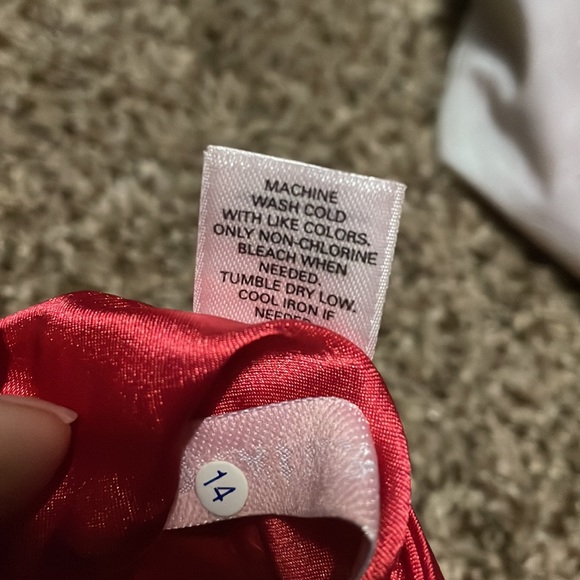 MACHINE
WASH COLD
WITH LIKE COLORS.
ONLY NON-CHLORINE
BLEACH WHEN
NEEDED.
TUMBLE DRY LOW.
COOL IRON IF
14